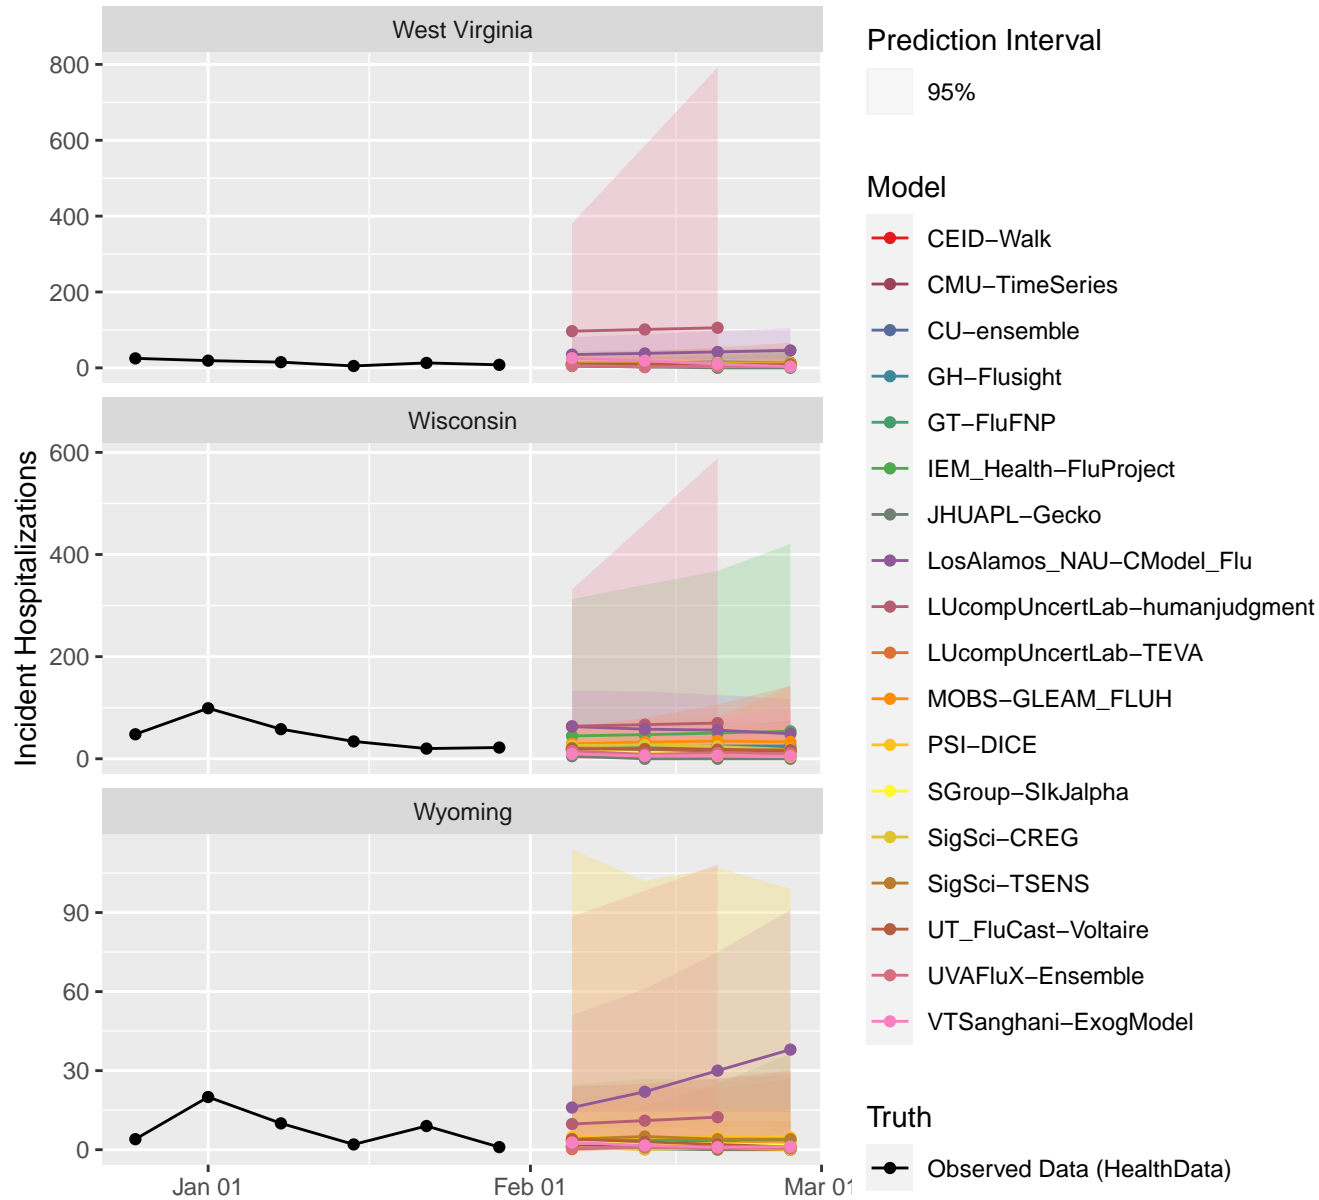 West Virginia
800
600
400
200
0
Wisconsin
600
400
200
0
Wyoming
90
60
30
0
Jan 01
Feb 01
Mar 01
Incident Hospitalizations
Prediction Interval
95%
Model
CEID−Walk
CMU−TimeSeries
CU−ensemble
GH−Flusight
GT−FluFNP
IEM_Health−FluProject
JHUAPL−Gecko
LosAlamos_NAU−CModel_Flu
LUcompUncertLab−humanjudgment
LUcompUncertLab−TEVA
MOBS−GLEAM_FLUH
PSI−DICE
SGroup−SIkJalpha
SigSci−CREG
SigSci−TSENS
UT_FluCast−Voltaire
UVAFluX−Ensemble
VTSanghani−ExogModel
Truth
Observed Data (HealthData)